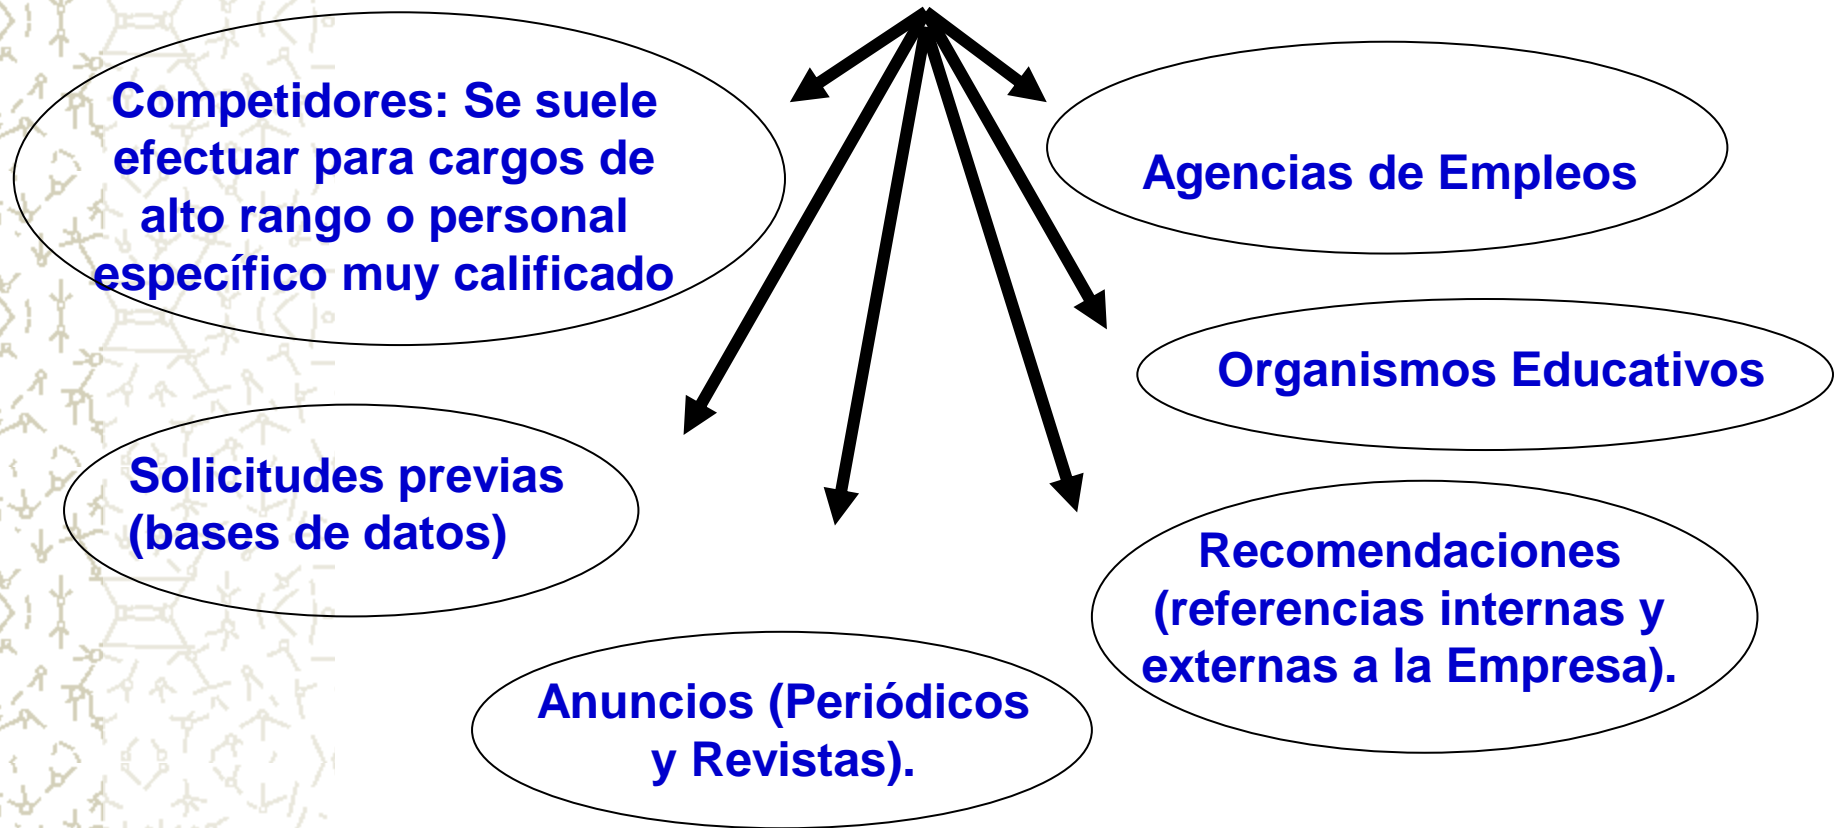 Competidores: Se suele
efectuar para cargos de
alto rango o personal
específico muy calificado
Agencias de Empleos
Organismos Educativos
Solicitudes previas
(bases de datos)
Recomendaciones
(referencias internas y
externas a la Empresa).
Anuncios (Periódicos
y Revistas).